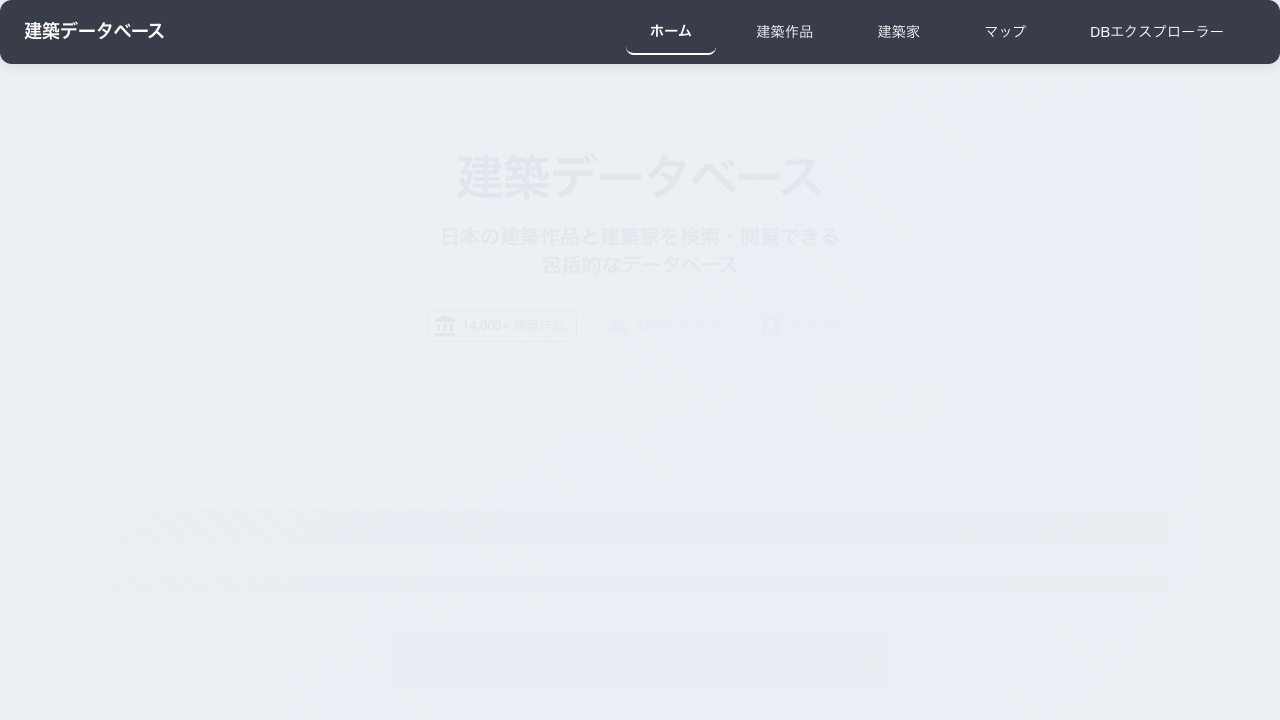 建築データベース
ホーム
建築作品
建築家
マップ
DBエクスプローラー
建築データベース
日本の建築作品と建築家を検索・閲覧できる
包括的なデータベース
14,000+ 建築作品